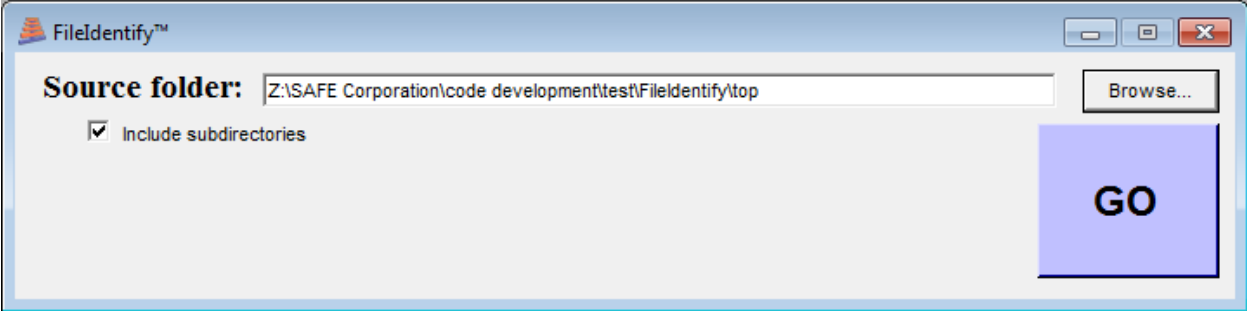 FileIdentify™
Source folder: Z:\SAFE Corporation\code development\test\FileIdentify\top Browse...
Include subdirectories
GO